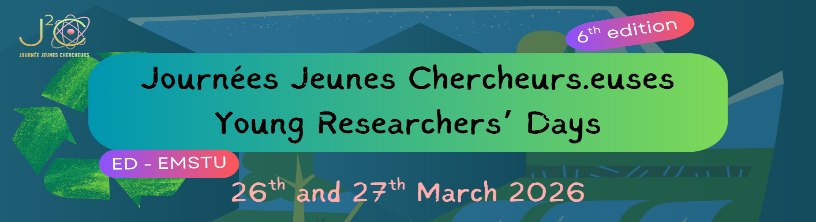 J²C
JOURNÉE JEUNES CHERCHEURS
6th edition
Journées Jeunes Chercheurs.euses
Young Researchers' Days
ED - EMSTU
26th and 27th March 2026